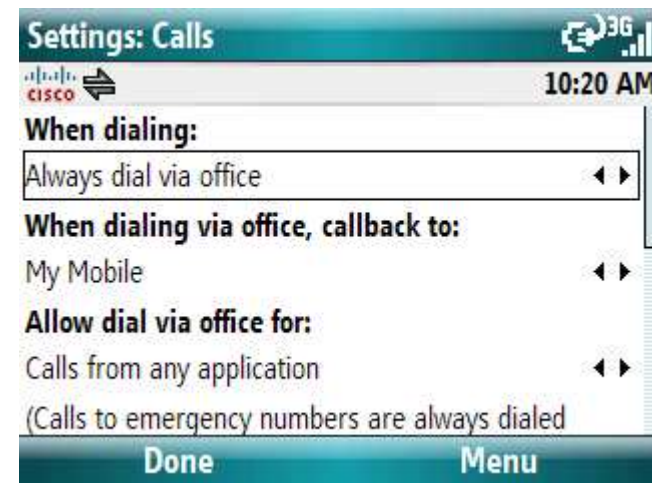 Settings: Calls
3G
cisco
10:20 AM
When dialing:
Always dial via office
When dialing via office, callback to:
My Mobile
Allow dial via office for:
Calls from any application
(Calls to emergency numbers are always dialed
Done Menu